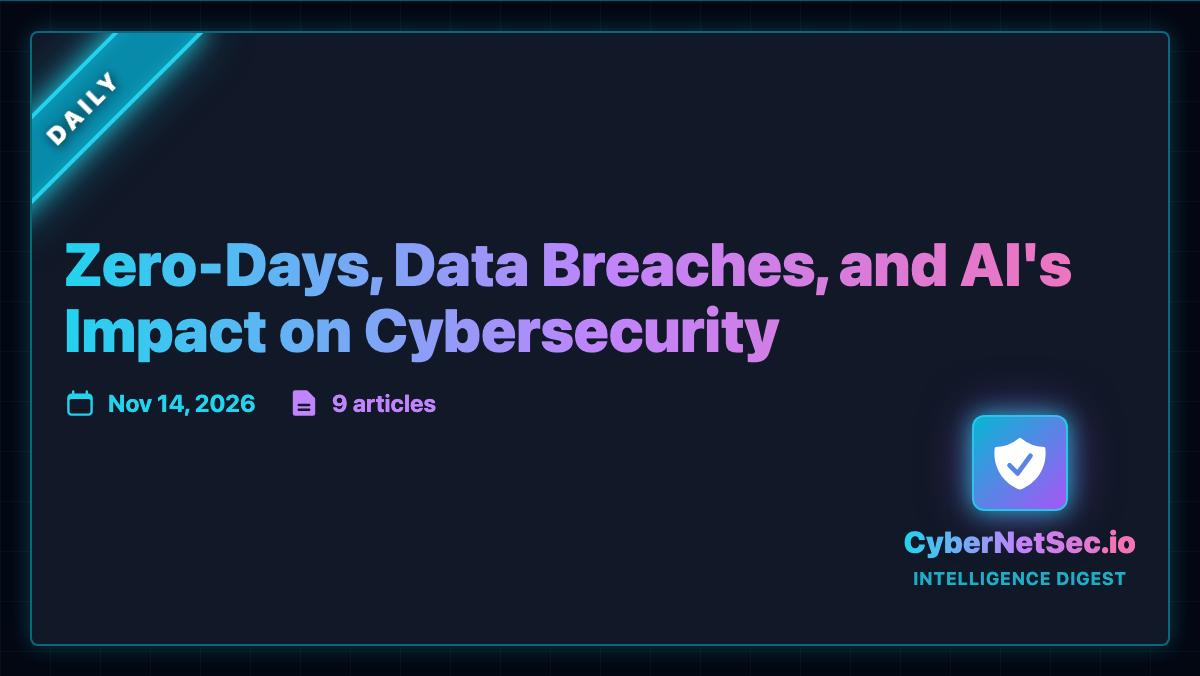 DAILY
Zero-Days, Data Breaches, and AI's
Impact on Cybersecurity
Nov 14, 2026 9 articles
CyberNetSec.io
INTELLIGENCE DIGEST